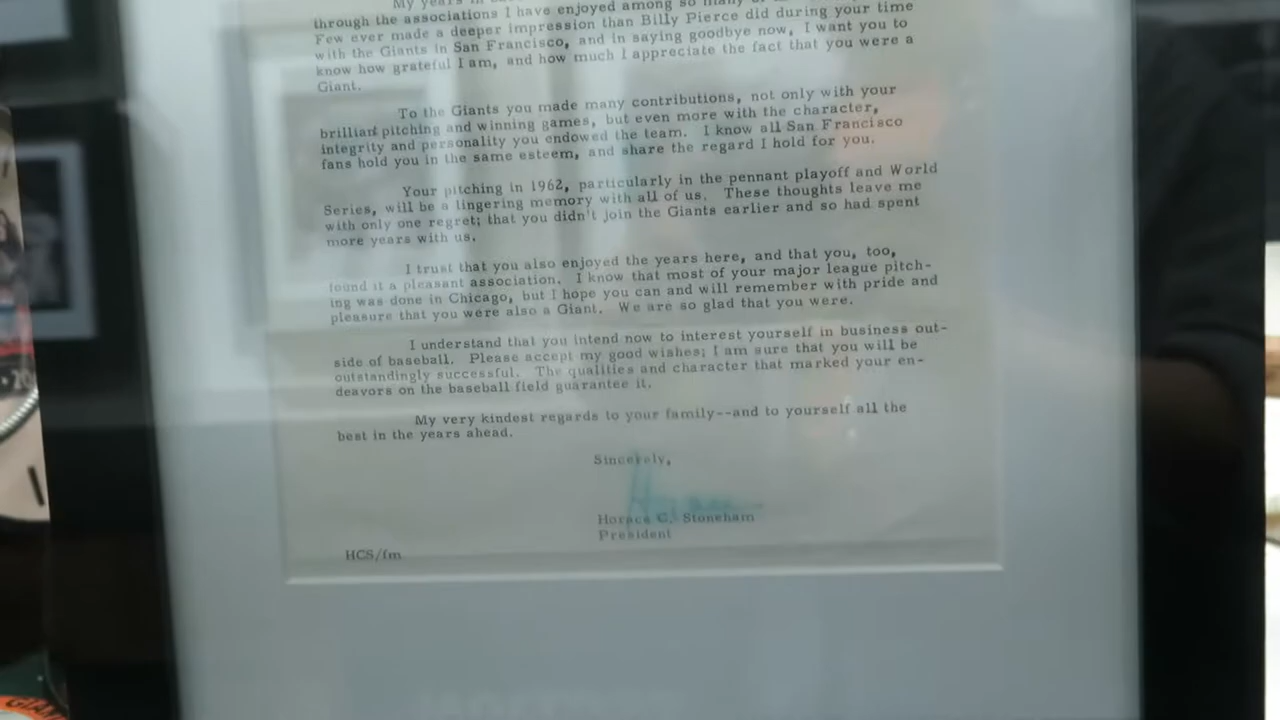 My years in
through the associations I have enjoyed among so many of
Few ever made a deeper impression than Billy Pierce did during your time
with the Giants in San Francisco, and in saying goodbye now, I want you to
know how grateful I am, and how much I appreciate the fact that you were a
Giant.
To the Giants you made many contributions, not only with your
brilliant pitching and winning games, but even more with the character,
integrity and personality you endowed the team. I know all San Francisco
fans hold you in the same esteem, and share the regard I hold for you.
Your pitching in 1962, particularly in the pennant playoff and World
Series, will be a lingering memory with all of us. These thoughts leave me
with only one regret; that you didn't join the Giants earlier and so had spent
more years with us.
I trust that you also enjoyed the years here, and that you, too,
found it a pleasant association. I know that most of your major league pitch-
ing was done in Chicago, but I hope you can and will remember with pride and
pleasure that you were also a Giant. We are so glad that you were.
I understand that you intend now to interest yourself in business out-
side of baseball. Please accept my good wishes; I am sure that you will be
outstandingly successful. The qualities and character that marked your en-
deavors on the baseball field guarantee it.
My very kindest regards to your family--and to yourself all the
best in the years ahead.
Sincerely,
Horace C. Stoneham
President
HCS/fm